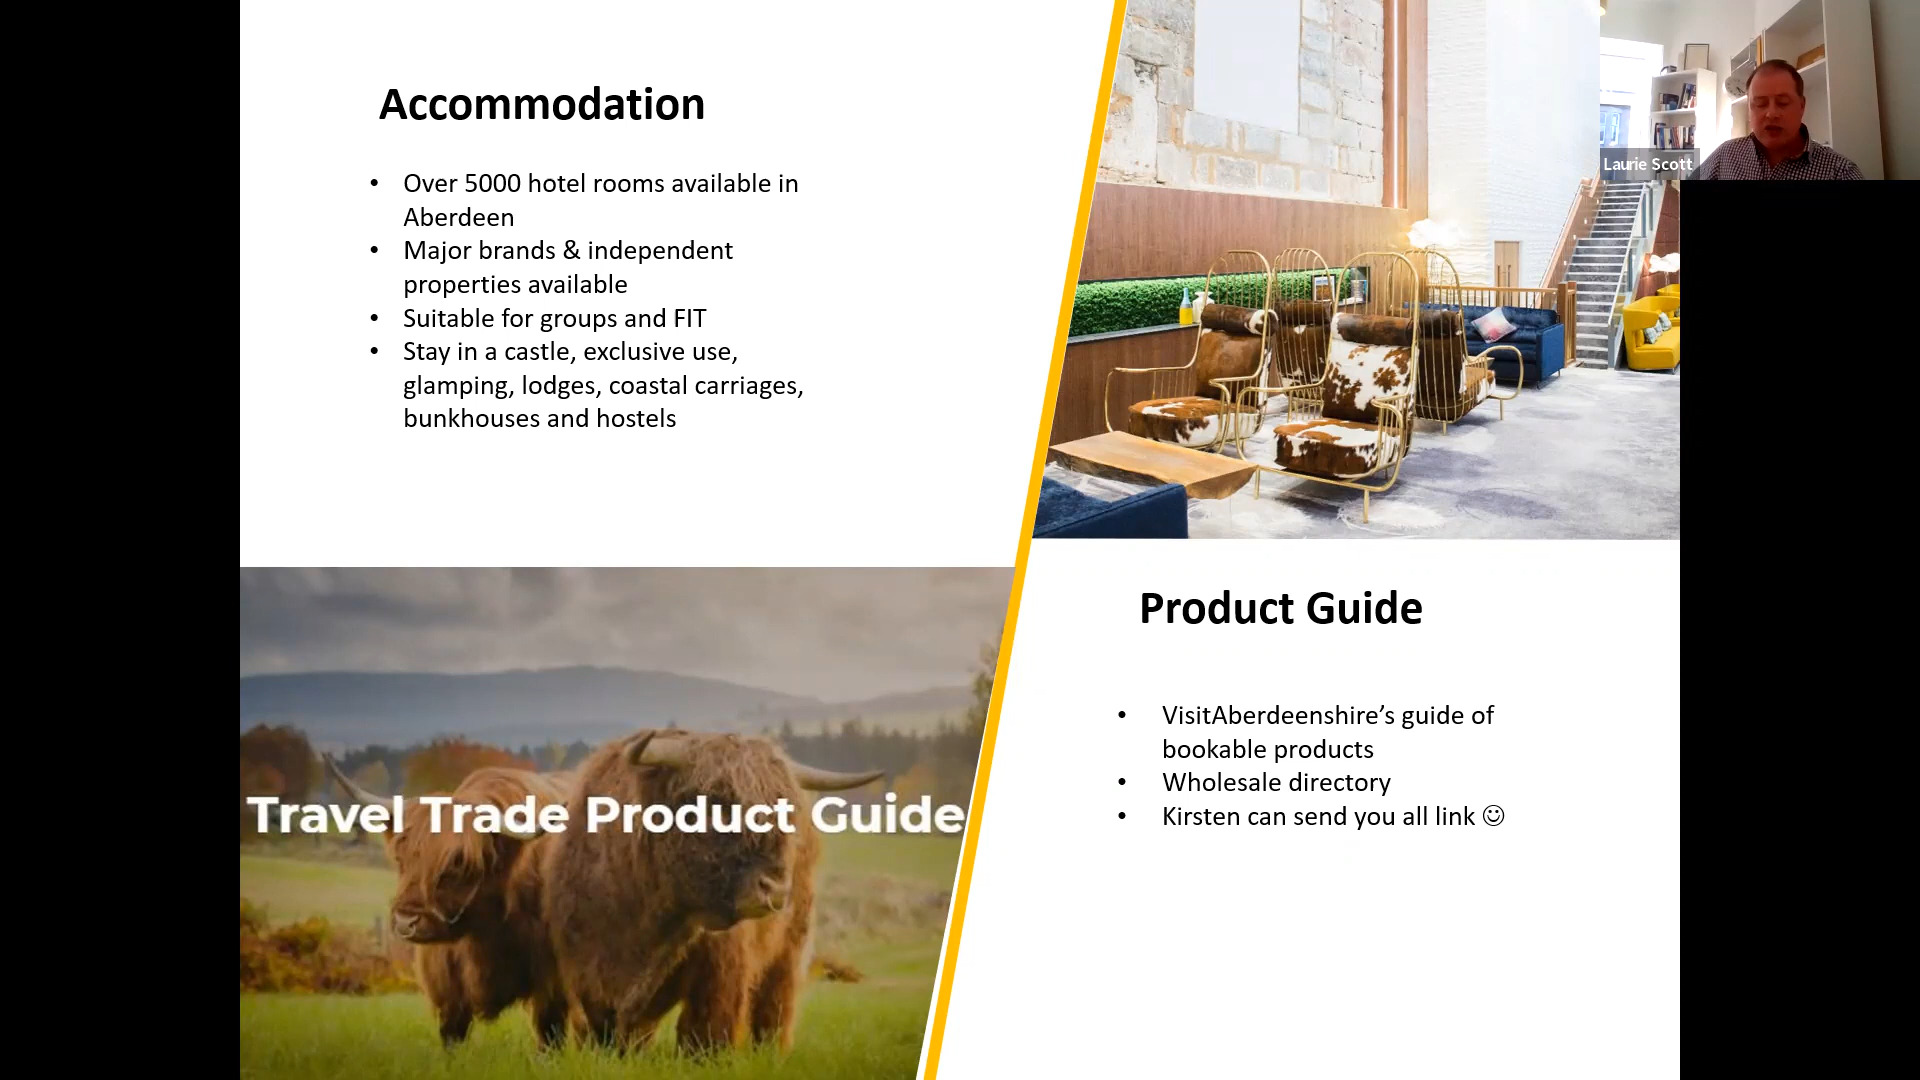 Accommodation
• Over 5000 hotel rooms available in
Aberdeen
• Major brands & independent
properties available
• Suitable for groups and FIT
• Stay in a castle, exclusive use,
glamping, lodges, coastal carriages,
bunkhouses and hostels
Laurie Scott
Travel Trade Product Guide
Product Guide
• VisitAberdeenshire’s guide of
bookable products
• Wholesale directory
• Kirsten can send you all link ☺